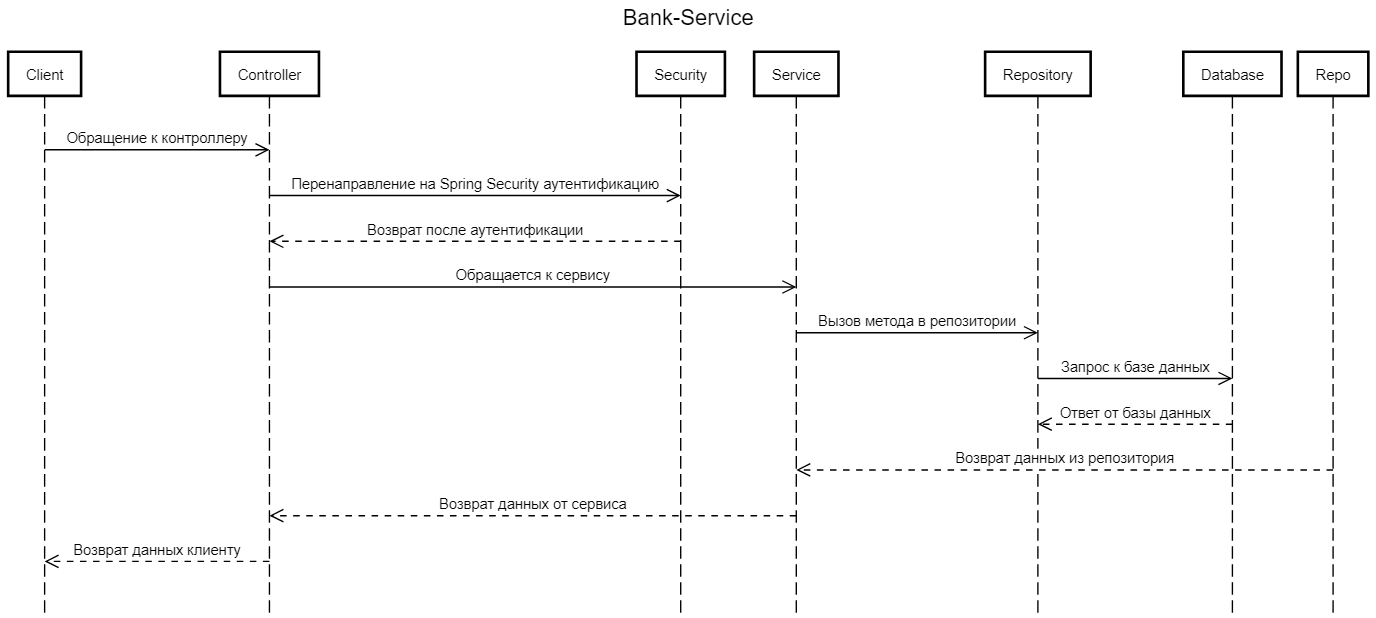 Bank-Service
Client
Controller
Security
Service
Repository
Database
Repo
Обращение к контроллеру
Перенаправление на Spring Security аутентификацию
Возврат после аутентификации
Обращается к сервису
Вызов метода в репозитории
Запрос к базе данных
Ответ от базы данных
Возврат данных из репозитория
Возврат данных от сервиса
Возврат данных клиенту